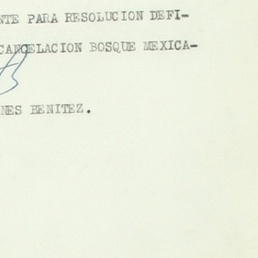 NTE PARA RESOLUCION DEFI-
CANCELACION BOSQUE MEXICA-
NES BENITEZ.